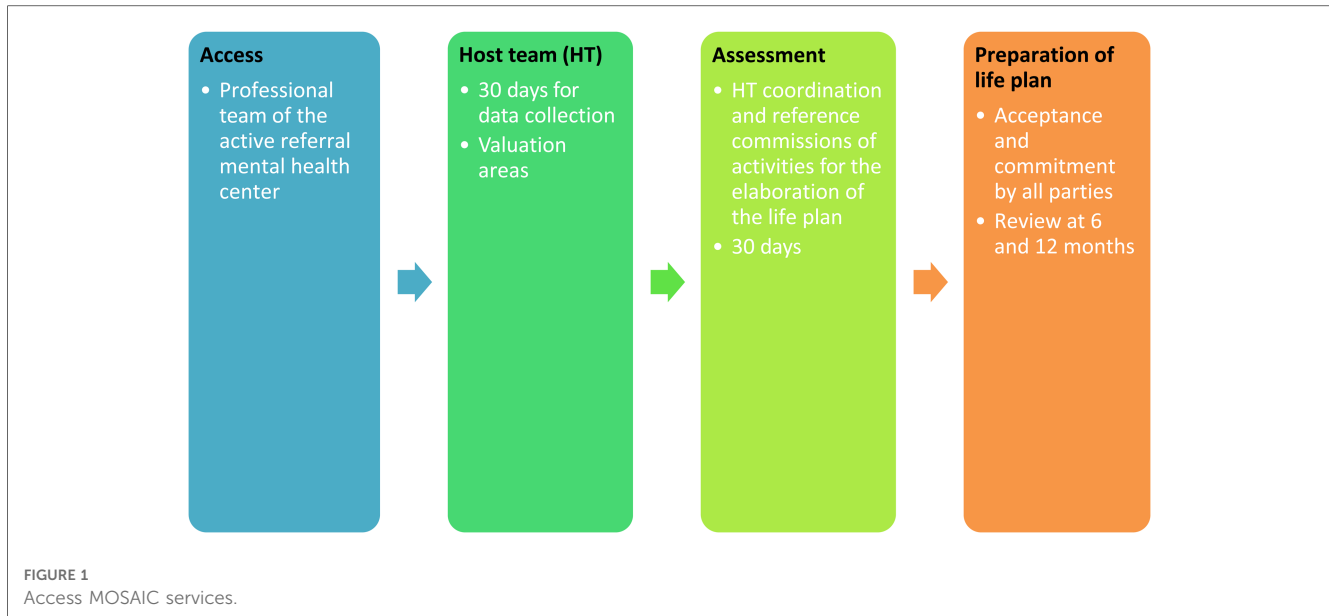 Access
• Professional
team of the
active referral
mental health
center
Host team (HT)
• 30 days for
data collection
• Valuation
areas
Assessment
• HT coordination
and reference
commissions of
activities for the
elaboration of
the life plan
• 30 days
Preparation of
life plan
• Acceptance
and
commitment
by all parties
• Review at 6
and 12 months
FIGURE 1
Access MOSAIC services.